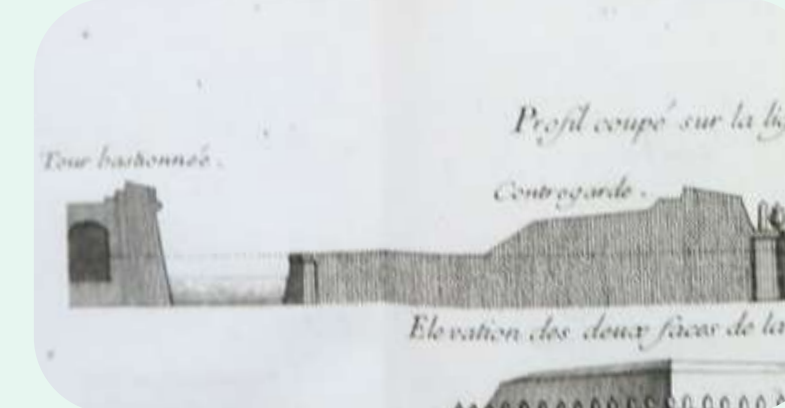 Profil coupé sur la
Tour bastionnée.
Contregarde.
Elevation des deux faces de la